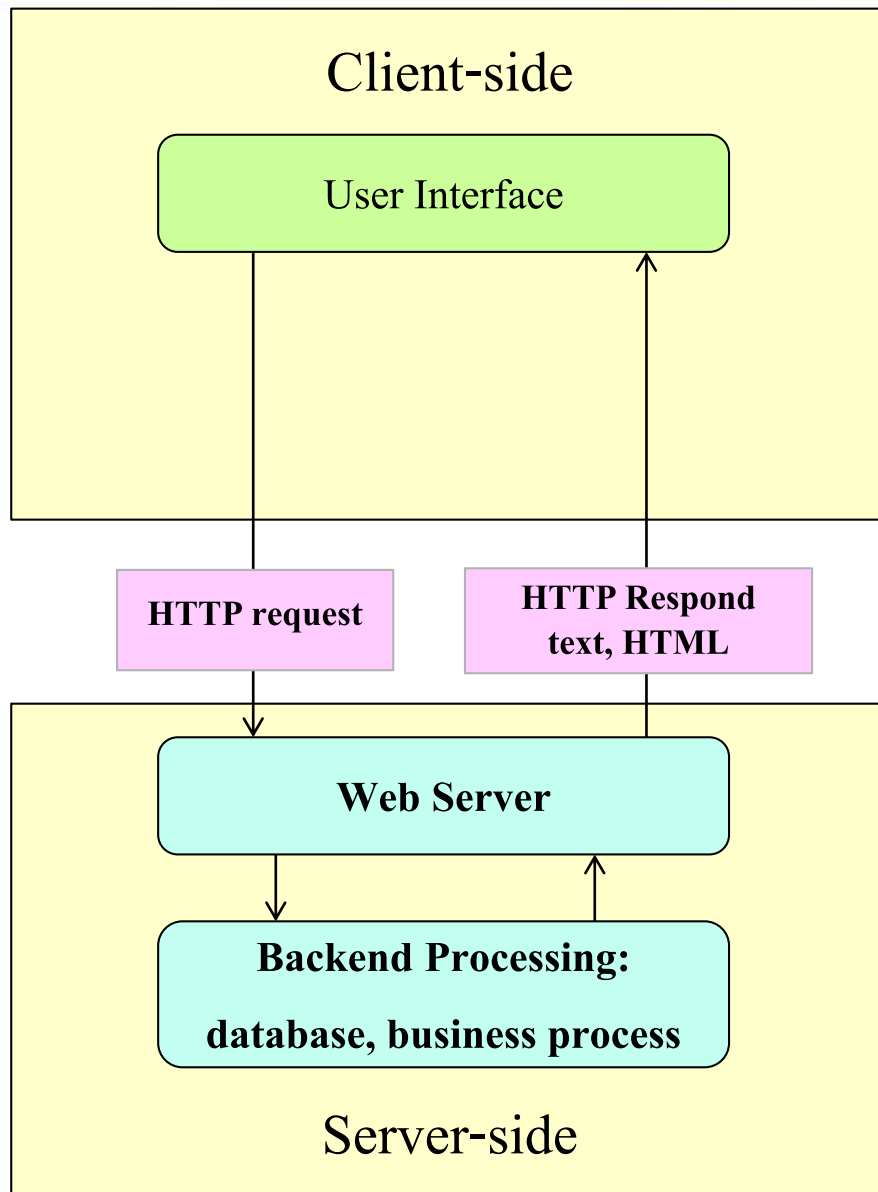 Client-side
User Interface
HTTP request
HTTP Respond
text, HTML
Web Server
Backend Processing:
database, business process
Server-side